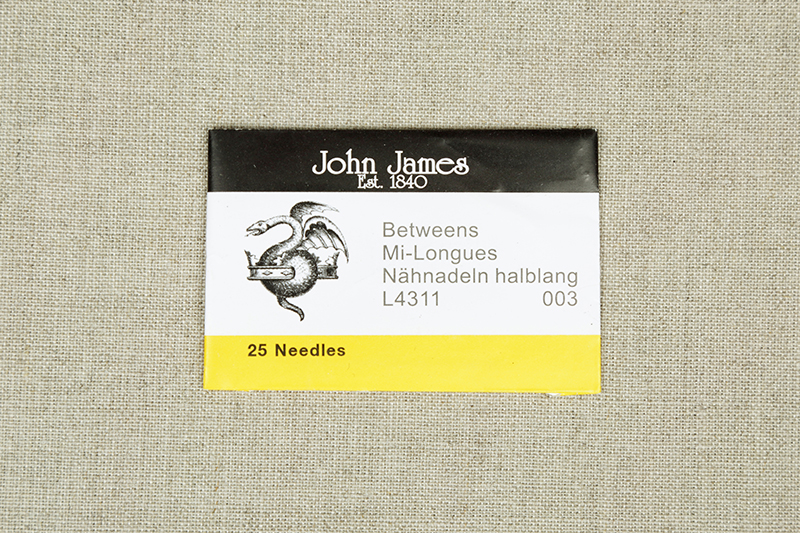 John James
Est. 1840
Betweens
Mi-Longues
Nähnadeln halblang
L4311 003
25 Needles